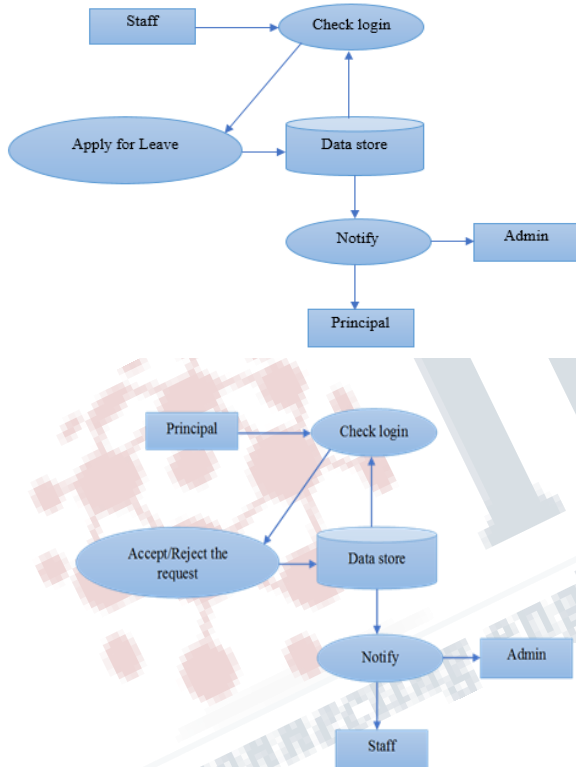 Staff
Check login
Apply for Leave
Data store
Notify
Admin
Principal
Principal
Check login
Accept/Reject the
request
Data store
Notify
Admin
Staff